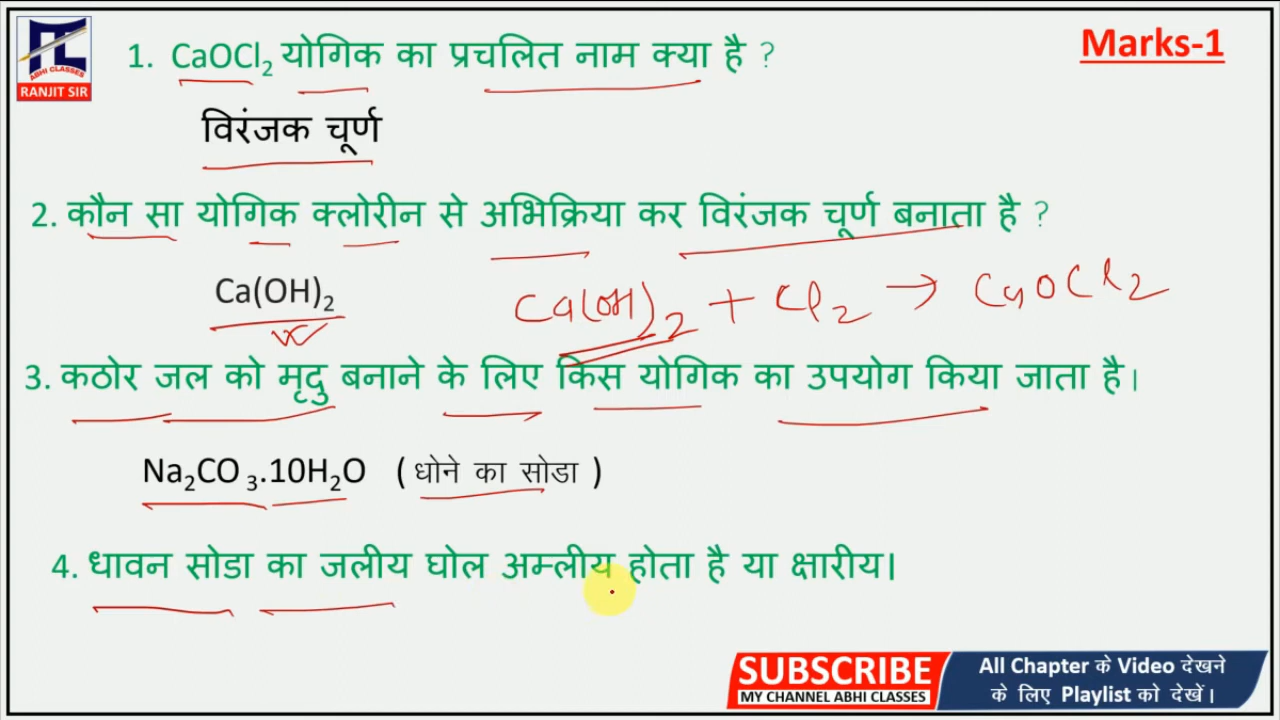 ABHI CLASSES
RANJIT SIR
Marks-1
1. CaOCl₂ योगिक का प्रचलित नाम क्या है ?
विरंजक चूर्ण
2. कौन सा योगिक क्लोरीन से अभिक्रिया कर विरंजक चूर्ण बनाता है ?
Ca(OH)₂
Ca(OH)₂ + Cl₂ → CaOCl₂
3. कठोर जल को मृदु बनाने के लिए किस योगिक का उपयोग किया जाता है।
Na₂CO₃.10H₂O ( धोने का सोडा )
4. धावन सोडा का जलीय घोल अम्लीय होता है या क्षारीय।
SUBSCRIBE
MY CHANNEL ABHI CLASSES
All Chapter के Video देखने
के लिए Playlist को देखें।